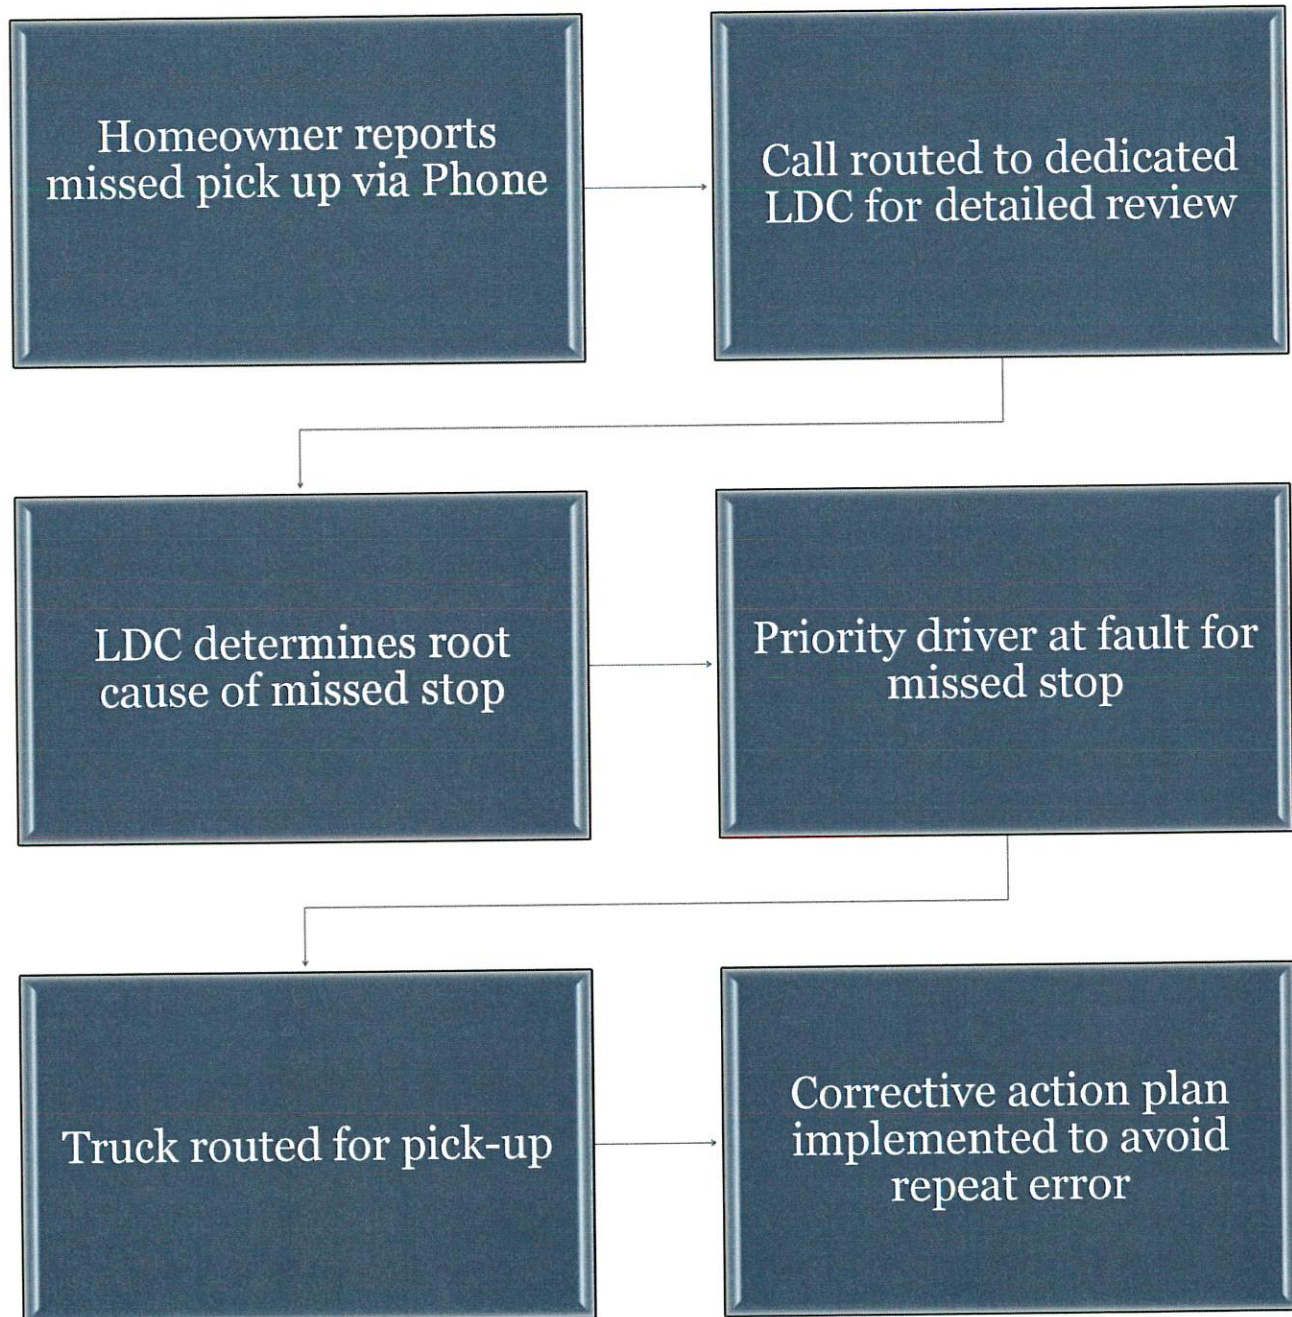 Homeowner reports
missed pick up via Phone
Call routed to dedicated
LDC for detailed review
LDC determines root
cause of missed stop
Priority driver at fault for
missed stop
Truck routed for pick-up
Corrective action plan
implemented to avoid
repeat error